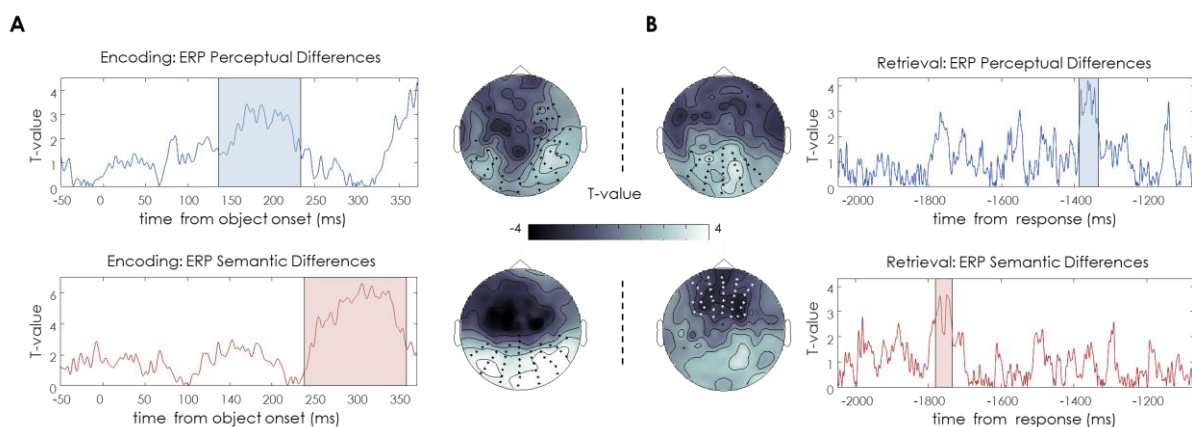 A
B
Encoding: ERP Perceptual Differences
T-value
4
3
2
1
0
-50 0 50 100 150 200 250 300 350
time from object onset (ms)
Encoding: ERP Semantic Differences
T-value
6
4
2
0
-50 0 50 100 150 200 250 300 350
time from object onset (ms)
T-value
-4 4
Retrieval: ERP Perceptual Differences
T-value
4
3
2
1
0
-2000 -1800 -1600 -1400 -1200
time from response (ms)
Retrieval: ERP Semantic Differences
T-value
4
3
2
1
0
-2000 -1800 -1600 -1400 -1200
time from response (ms)